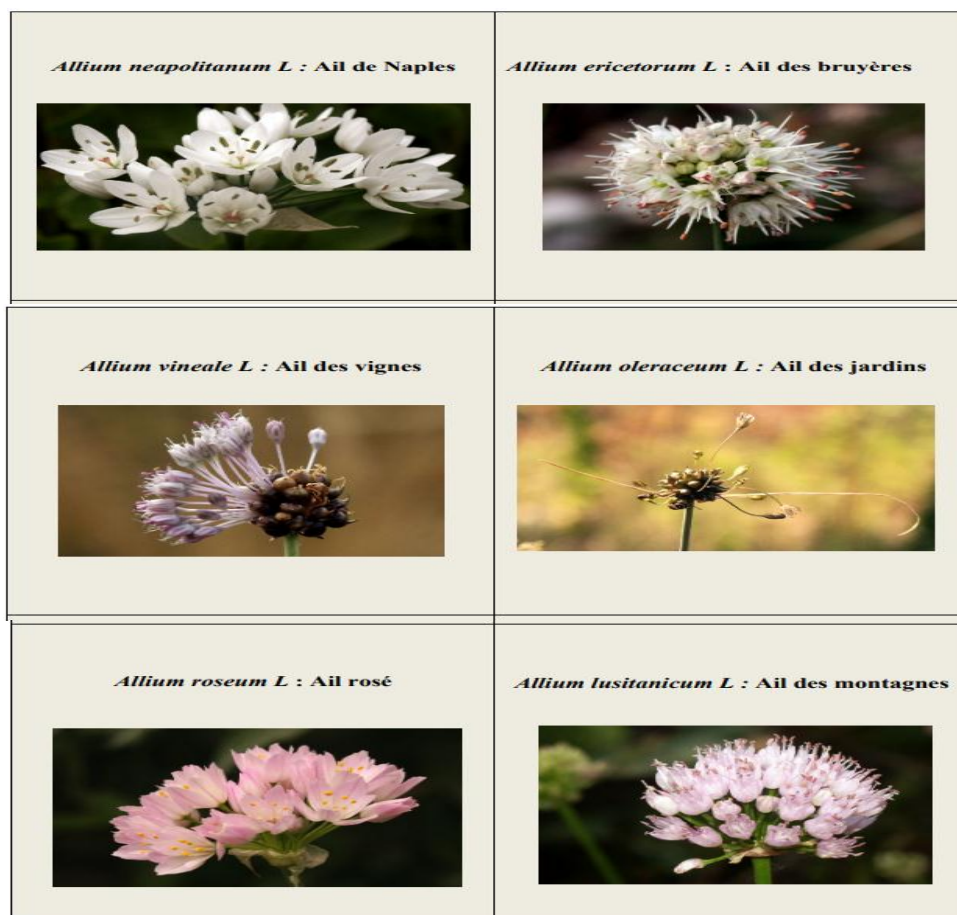 Allium neapolitanum L : Ail de Naples
Allium ericetorum L : Ail des bruyères
Allium vineale L : Ail des vignes
Allium oleraceum L : Ail des jardins
Allium roseum L : Ail rosé
Allium lusitanicum L : Ail des montagnes